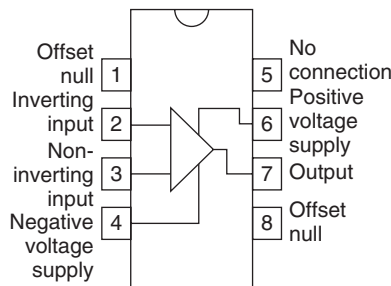 Offset
null
1
Inverting
input
2
Non-
inverting
input
3
Negative
voltage
supply
4
No
connection
5
Positive
voltage
supply
6
Output
7
Offset
null
8